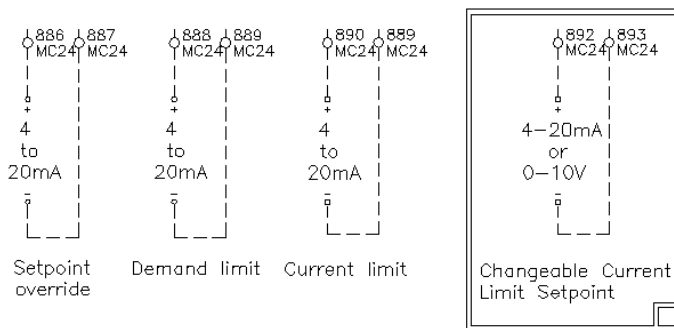 886 887
MC24 MC24
+
4
to
20mA
−
Setpoint
override
888 889
MC24 MC24
+
4
to
20mA
−
Demand limit
890 889
MC24 MC24
+
4
to
20mA
−
Current limit
892 893
MC24 MC24
+
4−20mA
or
0−10V
−
Changeable Current
Limit Setpoint